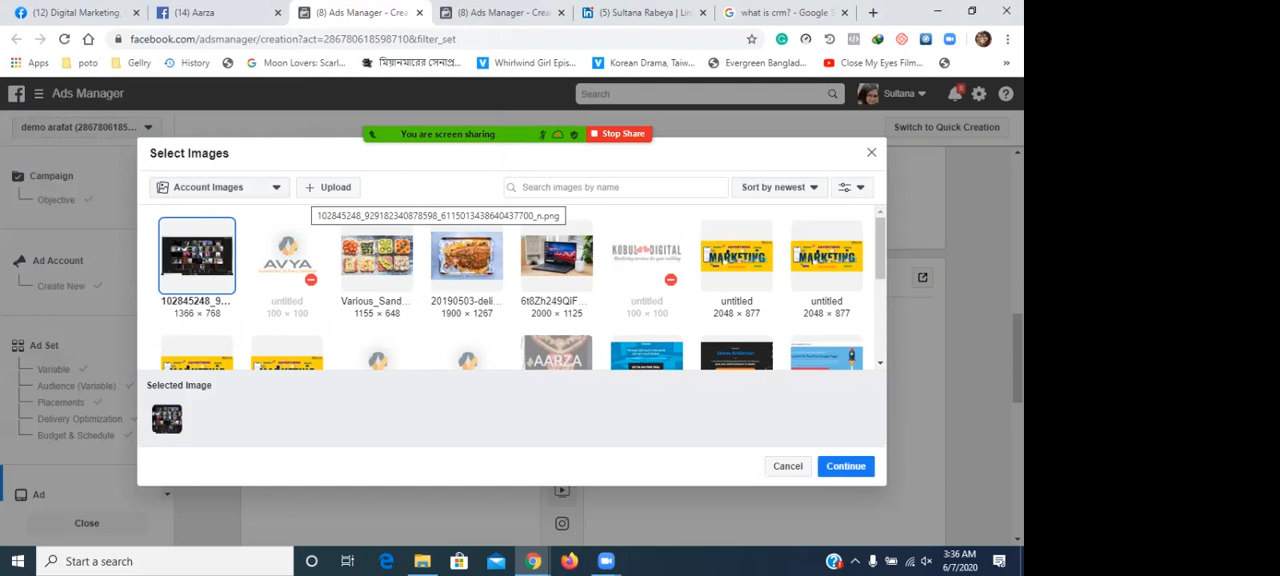 (12) Digital Marketing,
(14) Aarza
(8) Ads Manager - Crea
(8) Ads Manager - Crea
(5) Sultana Rabeya | Lin
what is crm? - Google S
facebook.com/adsmanager/creation?act=286780618598710&filter_set
Apps
poto
Gellry
History
Moon Lovers: Scarl...
মিয়ানমারের সেনাপ্র...
Whirlwind Girl Epis...
Korean Drama, Taiw...
Evergreen Banglad...
Close My Eyes Film...
Ads Manager
Search
Sultana
demo arafat (2867806185...
You are screen sharing
Stop Share
Switch to Quick Creation
Select Images
Campaign
Objective
Ad Account
Create New
Ad Set
Variable
Audience (Variable)
Placements
Delivery Optimization
Budget & Schedule
Ad
Close
Account Images
Upload
Search images by name
Sort by newest
102845248_929182340878598_6115013438640437700_n.png
AVYA
KOBUL DIGITAL
MARKETING
MARKETING
102845248_9...
1366 × 768
untitled
100 × 100
Various_Sand...
1155 × 648
20190503-deli...
1900 × 1267
6t8Zh249QiF...
2000 × 1125
untitled
100 × 100
untitled
2048 × 877
untitled
2048 × 877
AARZA
Selected Image
Cancel
Continue
Start a search
3:36 AM
6/7/2020